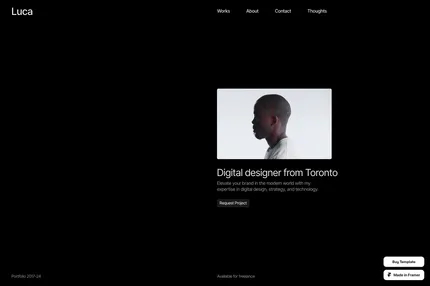 Luca
Works
About
Contact
Thoughts
Digital designer from Toronto
Elevate your brand in the modern world with my
expertise in digital design, strategy, and technology.
Request Project
Portfolio 2017-24
Available for freelance
Buy Template
Made in Framer